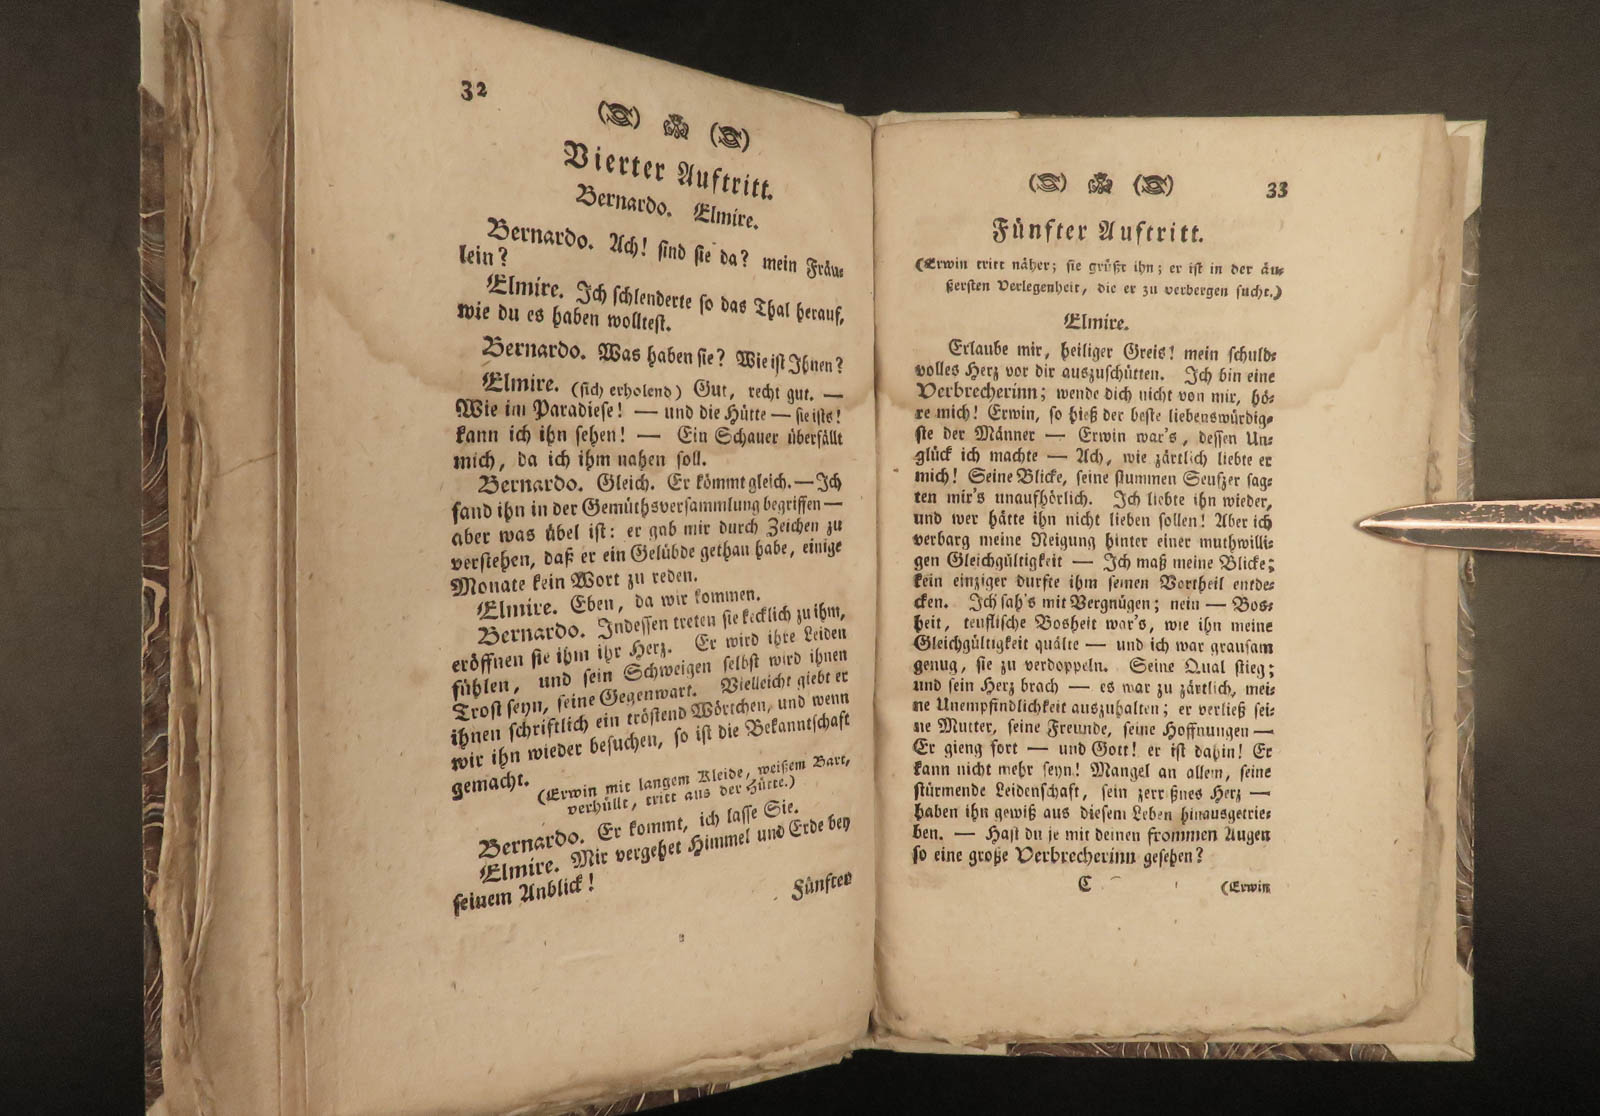 32
Vierter Auftritt.
Bernardo. Elmire.
Bernardo. Ach! sind sie da? mein Fräu-
lein?
Elmire. Ich schlenderte so das Thal herauf,
wie du es haben wolltest.
Bernardo. Was haben sie? Wie ist Ihnen?
Elmire. (sich erholend) Gut, recht gut. —
Wie im Paradiese! — und die Hütte — sie ists!
kann ich ihn sehen! — Ein Schauer überfällt
mich, da ich ihm nahen soll.
Bernardo. Gleich. Er kömmt gleich. — Ich
fand ihn in der Gemüthsversammlung begriffen —
aber was übel ist: er gab mir durch Zeichen zu
verstehen, daß er ein Gelübde gethan habe, einige
Monate kein Wort zu reden.
Elmire. Eben, da wir kommen.
Bernardo. Indessen treten sie kecklich zu ihm,
eröffnen sie ihm ihr Herz. Er wird ihre Leiden
fühlen, und sein Schweigen selbst wird ihnen
Trost seyn, seine Gegenwart. Vielleicht giebt er
ihnen schriftlich ein tröstend Wörtchen, und wenn
wir ihn wieder besuchen, so ist die Bekanntschaft
gemacht.
(Erwin mit langem Kleide, weißem Bart,
verhüllt, tritt aus der Hütte.)
Bernardo. Er kommt, ich lasse Sie.
Elmire. Mir vergehet Himmel und Erde bey
seinem Anblick!
Fünfter
33
Fünfter Auftritt.
(Erwin tritt näher; sie grüßt ihn; er ist in der äu-
ßersten Verlegenheit, die er zu verbergen sucht.)
Elmire.
Erlaube mir, heiliger Greis! mein schuld-
volles Herz vor dir auszuschütten. Ich bin eine
Verbrecherinn; wende dich nicht von mir, hö-
re mich! Erwin, so hieß der beste liebenswürdig-
ste der Männer — Erwin war's, dessen Un-
glück ich machte — Ach, wie zärtlich liebte er
mich! Seine Blicke, seine stummen Seufzer sag-
ten mir's unaufhörlich. Ich liebte ihn wieder,
und wer hätte ihn nicht lieben sollen! Aber ich
verbarg meine Neigung hinter einer muthwilli-
gen Gleichgültigkeit — Ich maß meine Blicke;
kein einziger durfte ihm seinen Vortheil entde-
cken. Ich sah's mit Vergnügen; nein — Bos-
heit, teuflische Bosheit war's, wie ihn meine
Gleichgültigkeit quälte — und ich war grausam
genug, sie zu verdoppeln. Seine Qual stieg;
und sein Herz brach — es war zu zärtlich, mei-
ne Unempfindlichkeit auszuhalten; er verließ sei-
ne Mutter, seine Freunde, seine Hoffnungen —
Er gieng fort — und Gott! er ist dahin! Er
kann nicht mehr seyn! Mangel an allem, seine
stürmende Leidenschaft, sein zerrißnes Herz —
haben ihn gewiß aus diesem Leben hinausgetrie-
ben. — Hast du je mit deinen frommen Augen
so eine große Verbrecherinn gesehen?
C
(Erwin